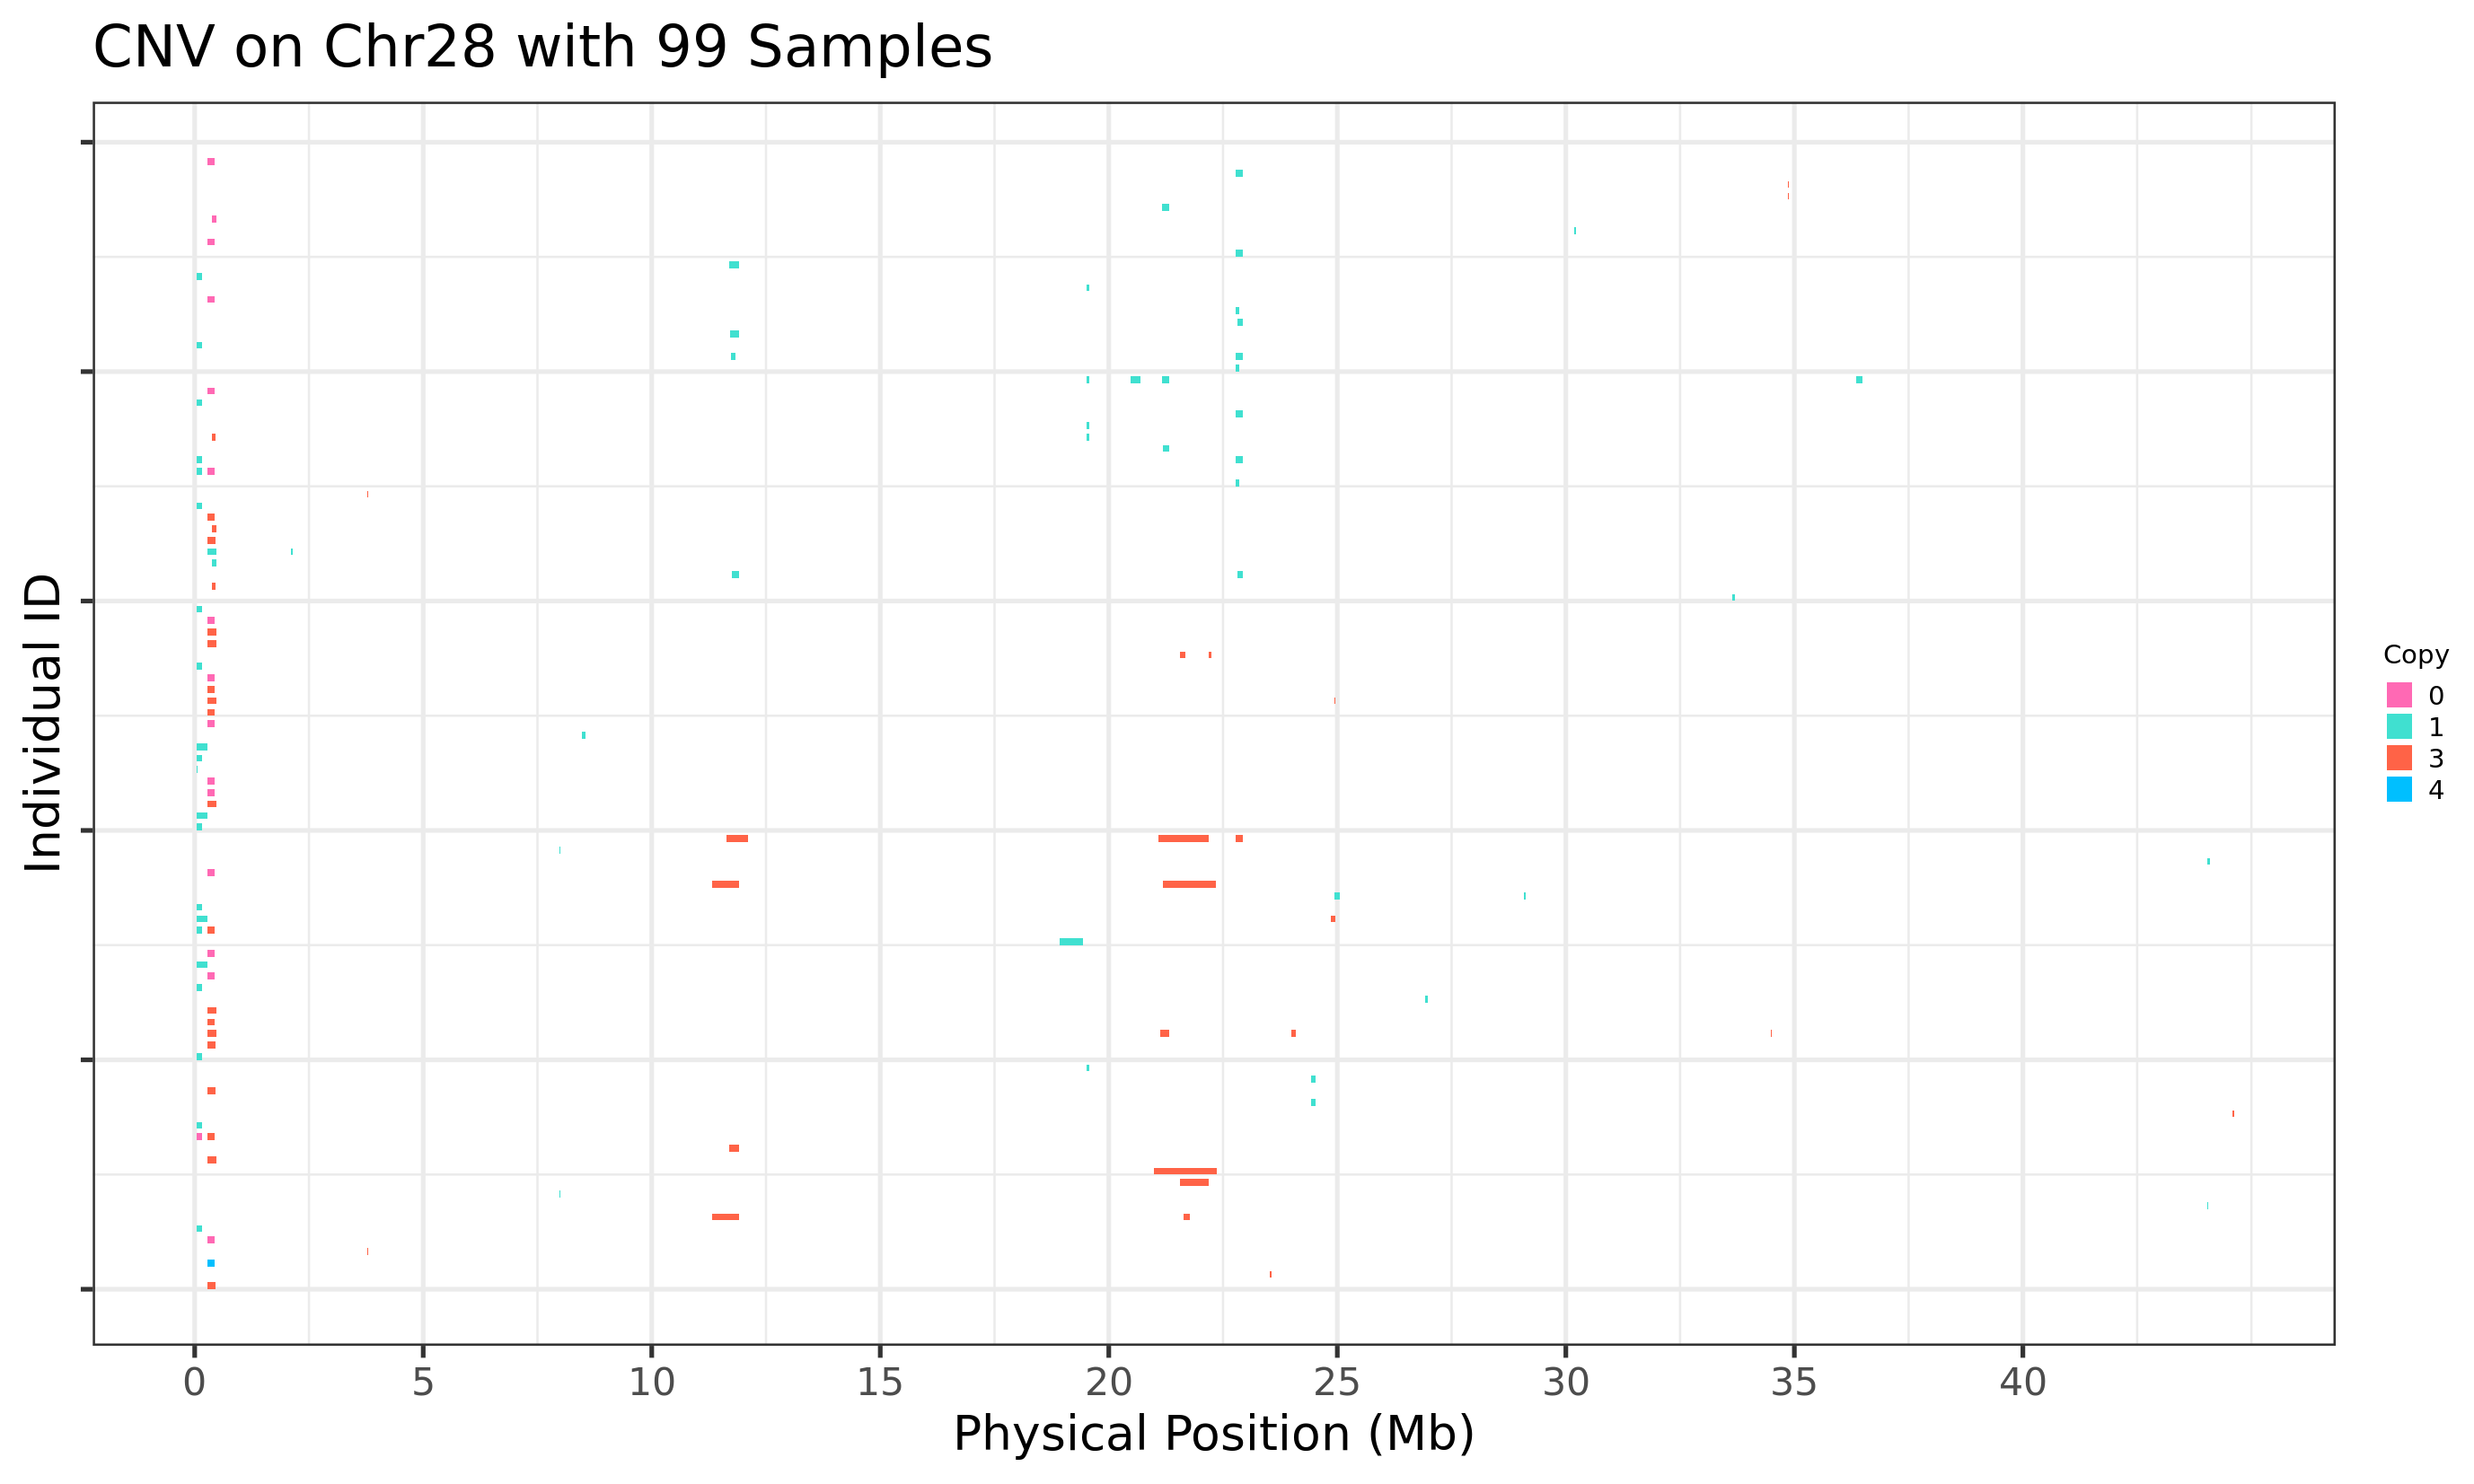 CNV on Chr28 with 99 Samples
Individual ID
Copy
0
1
3
4
0 5 10 15 20 25 30 35 40
Physical Position (Mb)